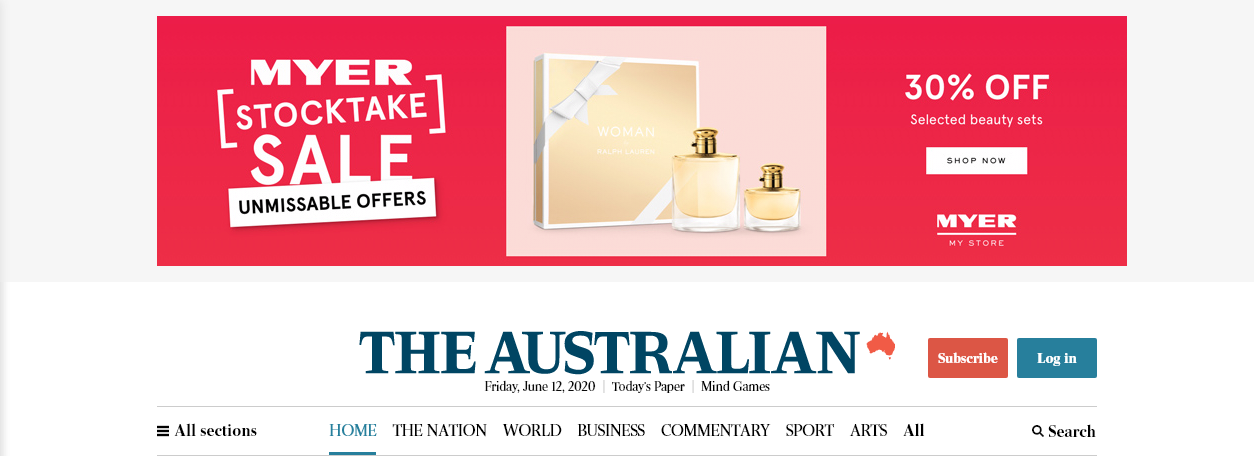 MYER
STOCKTAKE
SALE
UNMISSABLE OFFERS
WOMAN
RALPH LAUREN
30% OFF
Selected beauty sets
SHOP NOW
MYER
MY STORE
THE AUSTRALIAN
Subscribe
Log in
Friday, June 12, 2020 | Today's Paper | Mind Games
All sections
HOME THE NATION WORLD BUSINESS COMMENTARY SPORT ARTS All
Search